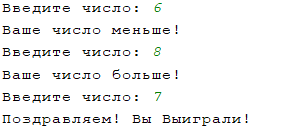 Введите число: 6
Ваше число меньше!
Введите число: 8
Ваше число больше!
Введите число: 7
Поздравляем! Вы Выиграли!